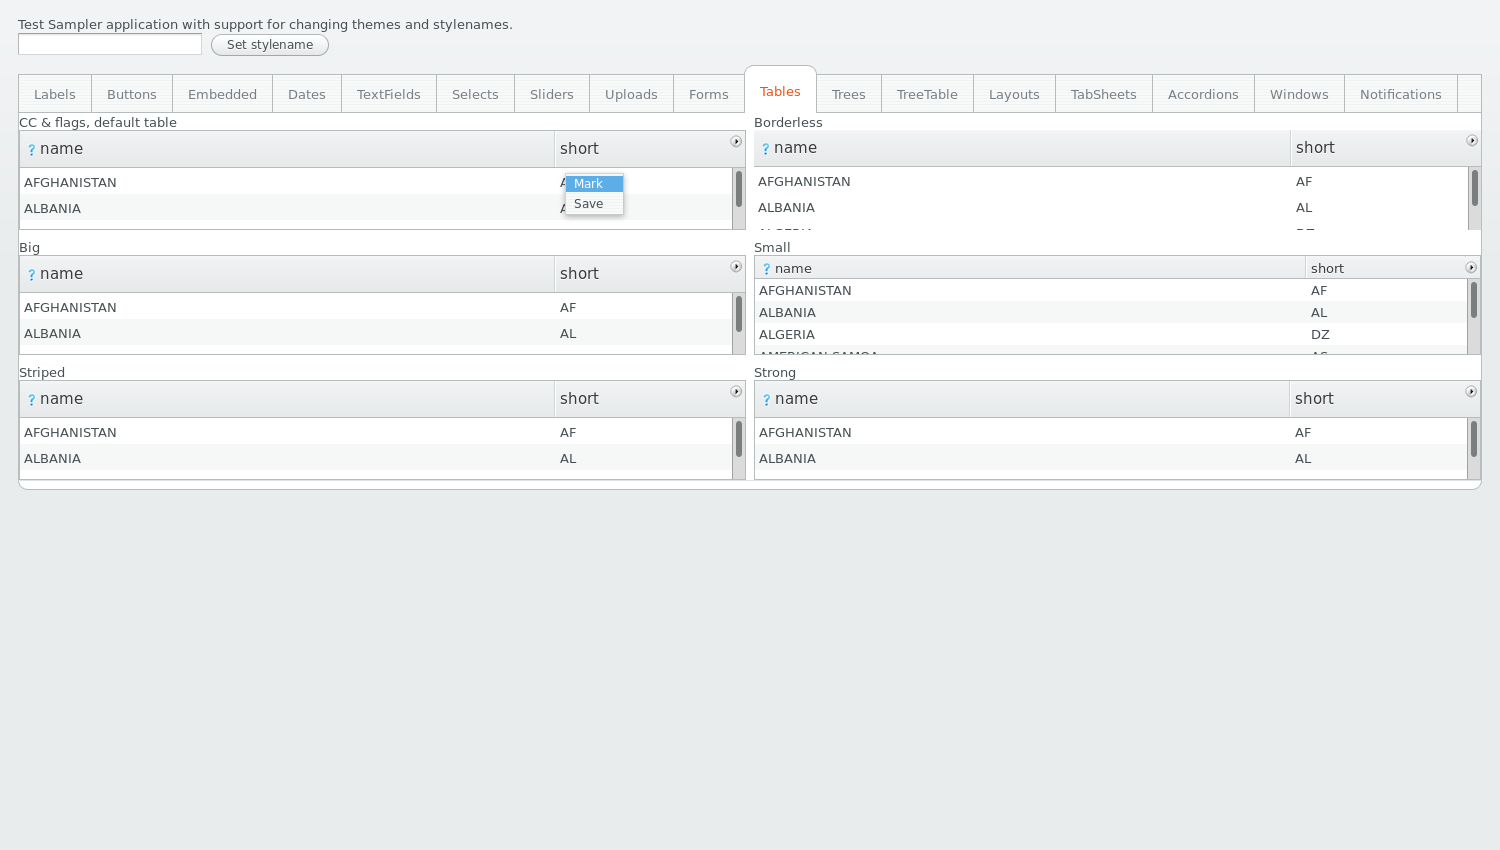 Test Sampler application with support for changing themes and stylenames.
Set stylename
Labels Buttons Embedded Dates TextFields Selects Sliders Uploads Forms Tables Trees TreeTable Layouts TabSheets Accordions Windows Notifications
CC & flags, default table
? name short
AFGHANISTAN
ALBANIA
Mark
Save
Borderless
? name short
AFGHANISTAN AF
ALBANIA AL
Big
? name short
AFGHANISTAN AF
ALBANIA AL
Small
? name short
AFGHANISTAN AF
ALBANIA AL
ALGERIA DZ
Striped
? name short
AFGHANISTAN AF
ALBANIA AL
Strong
? name short
AFGHANISTAN AF
ALBANIA AL